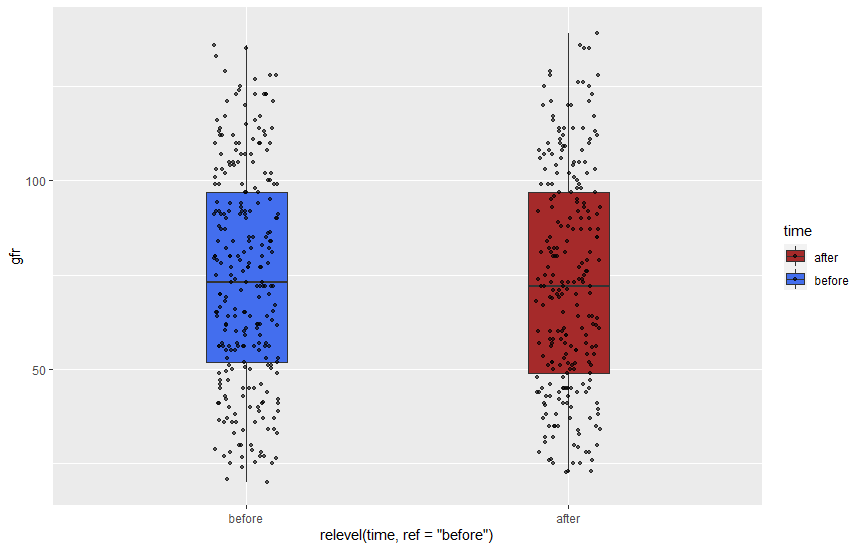 gfr
100
50
before
after
relevel(time, ref = "before")
time
after
before